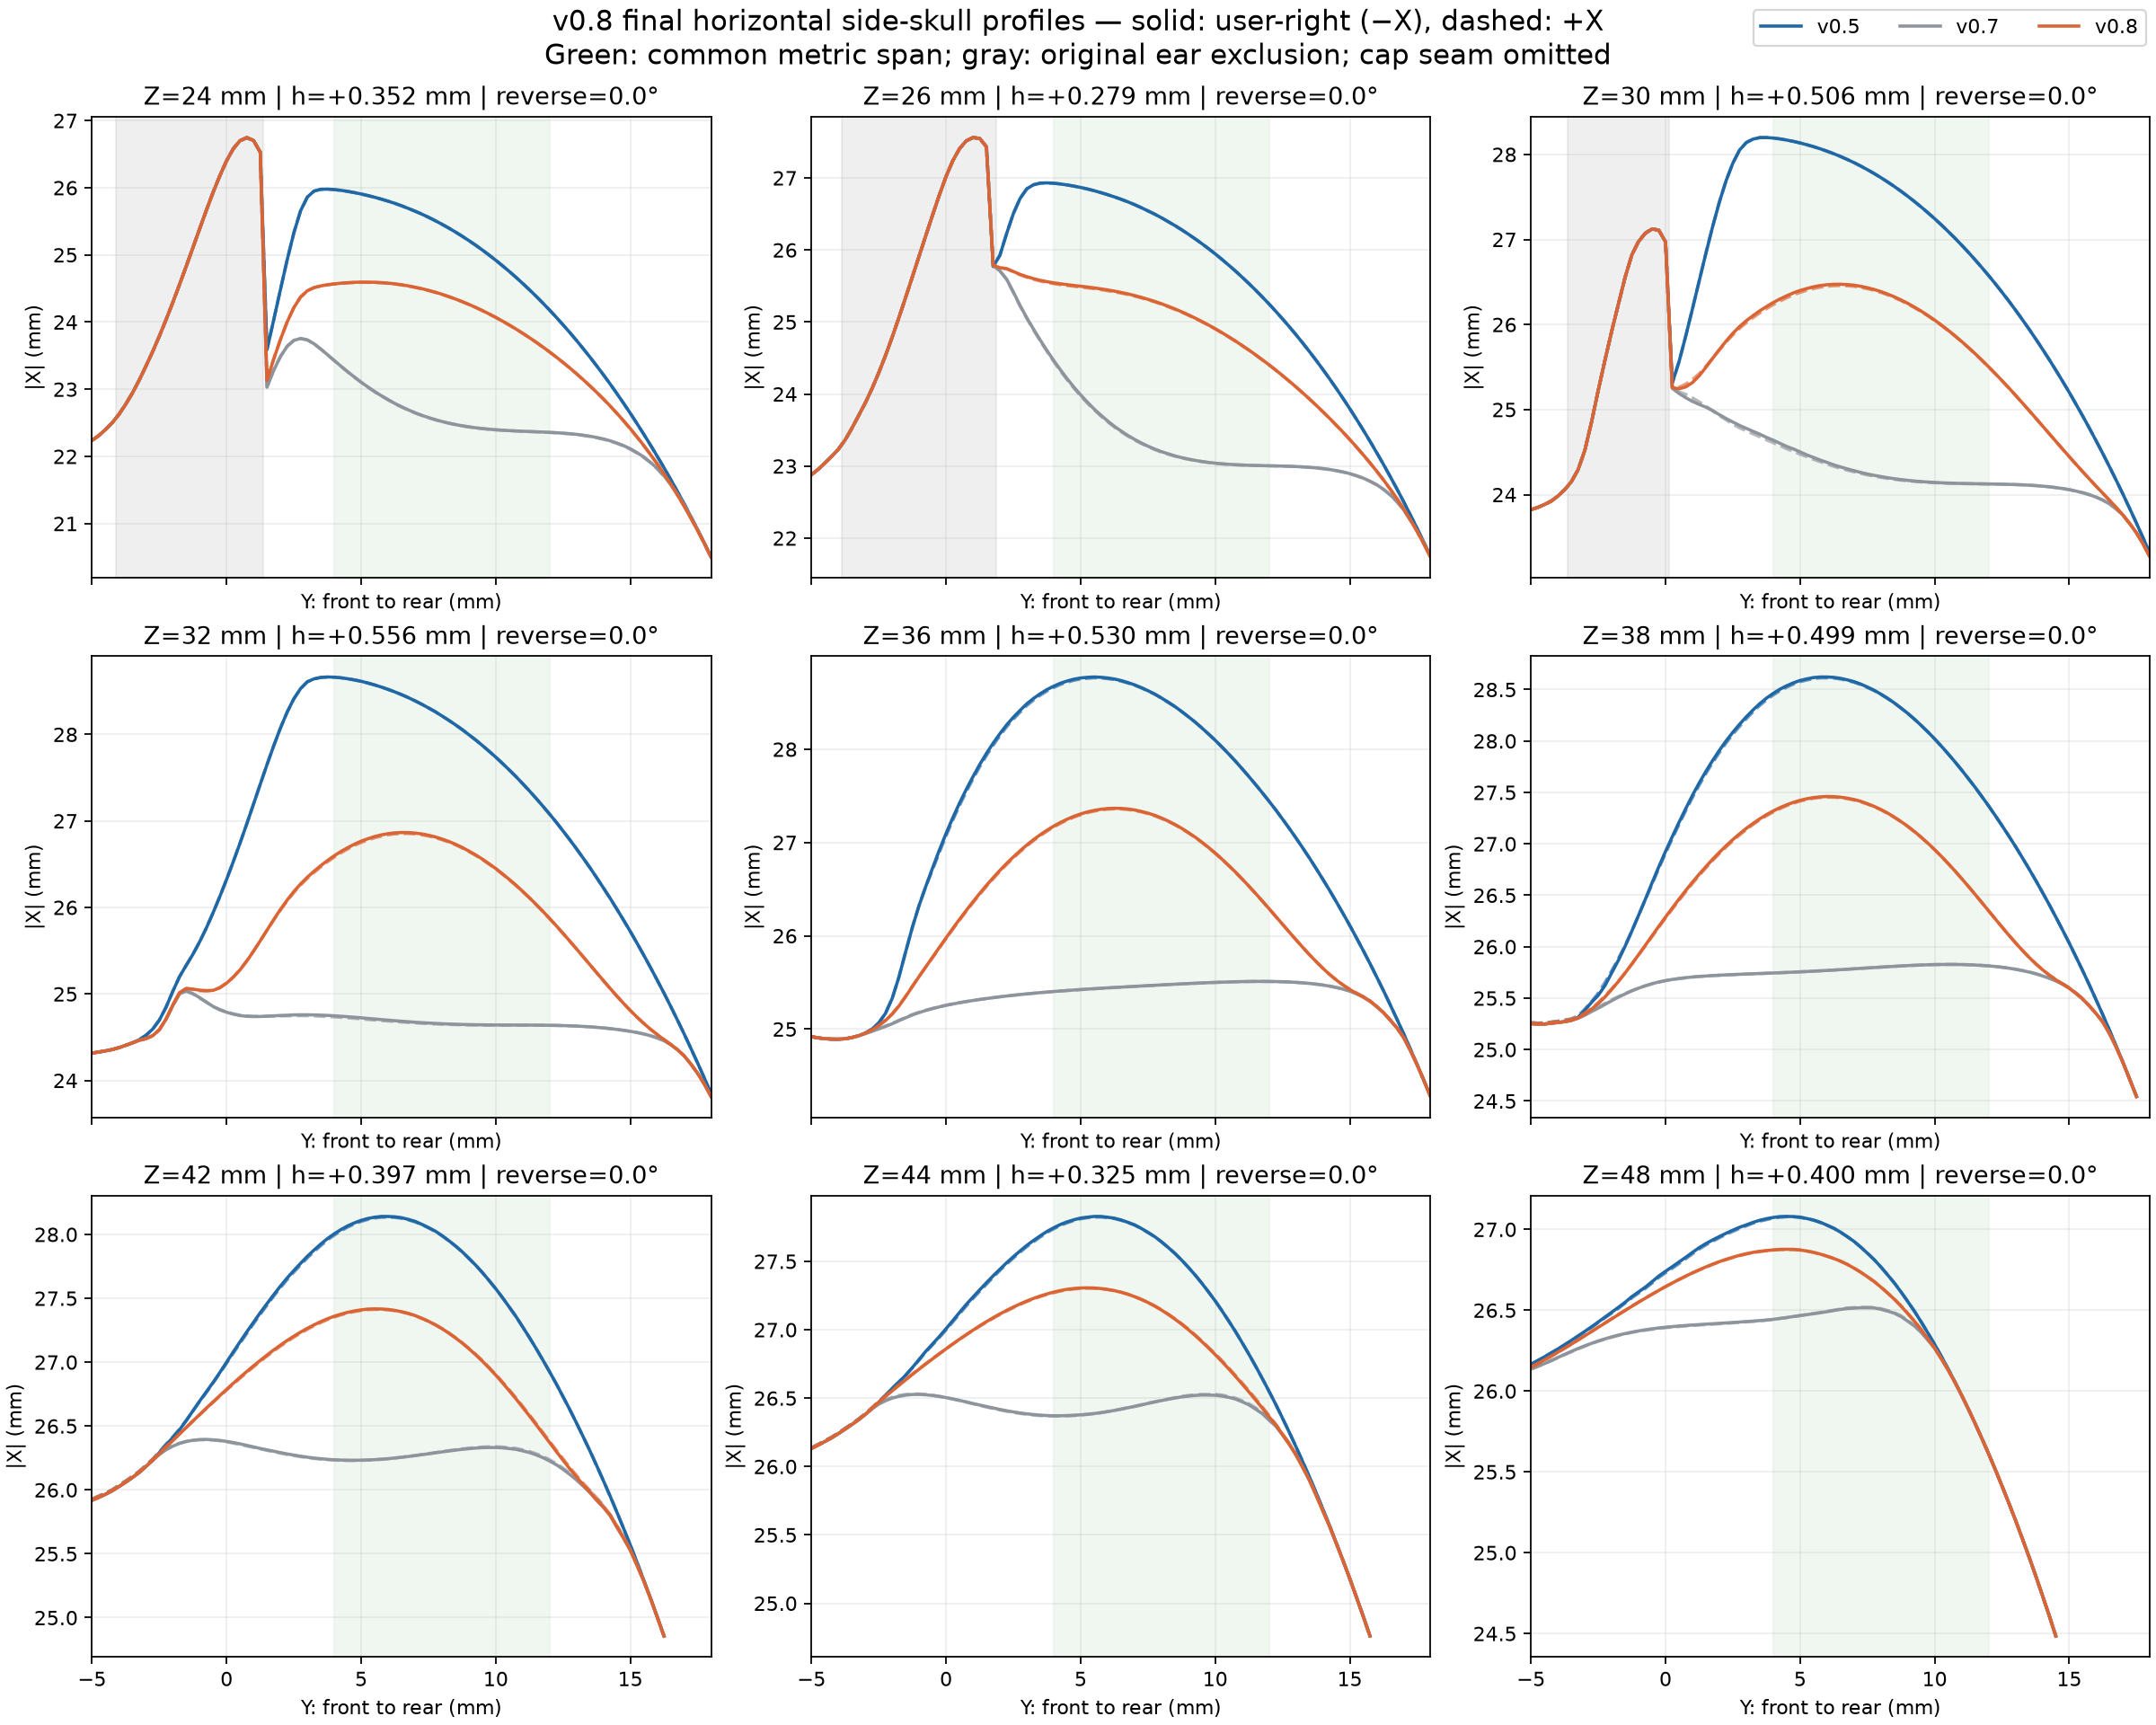 v0.8 final horizontal side-skull profiles — solid: user-right (−X), dashed: +X
Green: common metric span; gray: original ear exclusion; cap seam omitted
v0.5 v0.7 v0.8
Z=24 mm | h=+0.352 mm | reverse=0.0°
27
26
25
24
23
22
21
|X| (mm)
Y: front to rear (mm)
Z=26 mm | h=+0.279 mm | reverse=0.0°
27
26
25
24
23
22
|X| (mm)
Y: front to rear (mm)
Z=30 mm | h=+0.506 mm | reverse=0.0°
28
27
26
25
24
|X| (mm)
Y: front to rear (mm)
Z=32 mm | h=+0.556 mm | reverse=0.0°
28
27
26
25
24
|X| (mm)
Y: front to rear (mm)
Z=36 mm | h=+0.530 mm | reverse=0.0°
28
27
26
25
|X| (mm)
Y: front to rear (mm)
Z=38 mm | h=+0.499 mm | reverse=0.0°
28.5
28.0
27.5
27.0
26.5
26.0
25.5
25.0
24.5
|X| (mm)
Y: front to rear (mm)
Z=42 mm | h=+0.397 mm | reverse=0.0°
28.0
27.5
27.0
26.5
26.0
25.5
25.0
|X| (mm)
−5 0 5 10 15
Y: front to rear (mm)
Z=44 mm | h=+0.325 mm | reverse=0.0°
27.5
27.0
26.5
26.0
25.5
25.0
|X| (mm)
−5 0 5 10 15
Y: front to rear (mm)
Z=48 mm | h=+0.400 mm | reverse=0.0°
27.0
26.5
26.0
25.5
25.0
24.5
|X| (mm)
−5 0 5 10 15
Y: front to rear (mm)